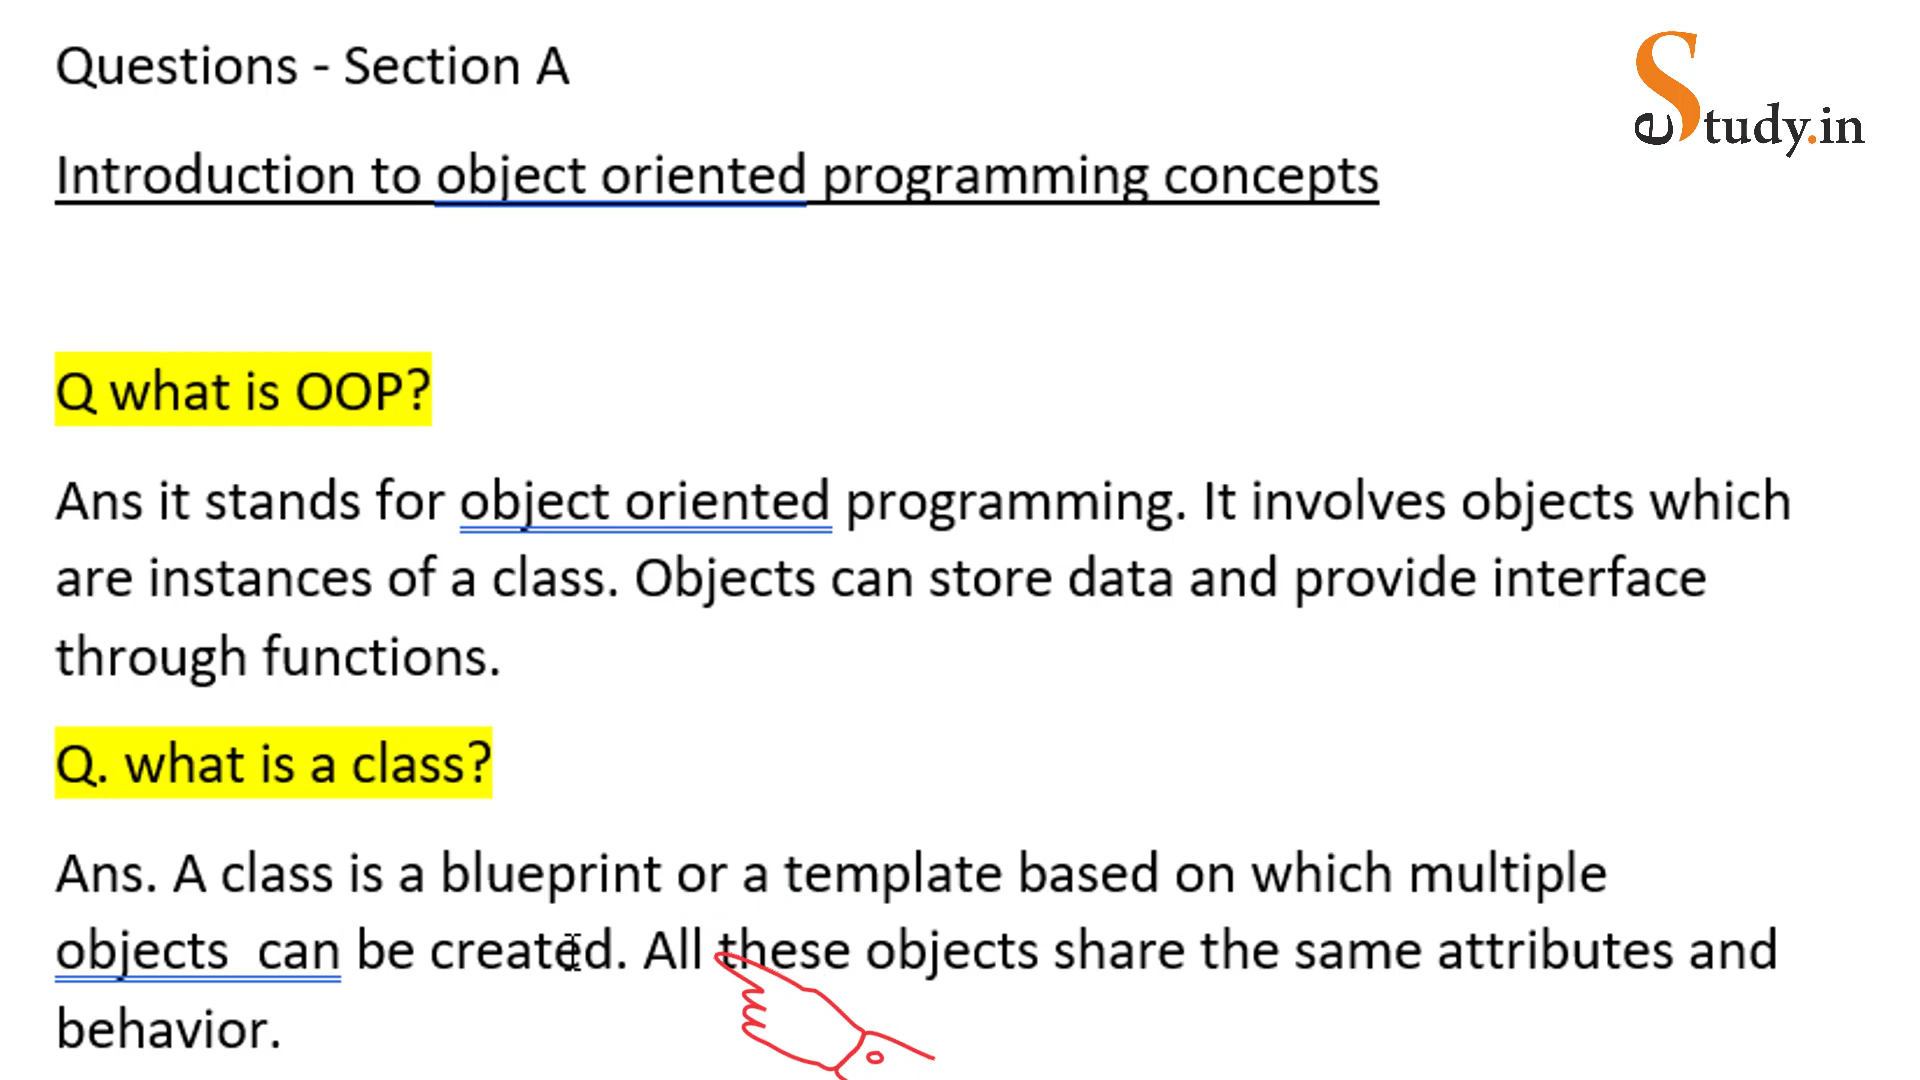 Questions - Section A
eStudy.in
Introduction to object oriented programming concepts
Q what is OOP?
Ans it stands for object oriented programming. It involves objects which
are instances of a class. Objects can store data and provide interface
through functions.
Q. what is a class?
Ans. A class is a blueprint or a template based on which multiple
objects  can be created. All these objects share the same attributes and
behavior.